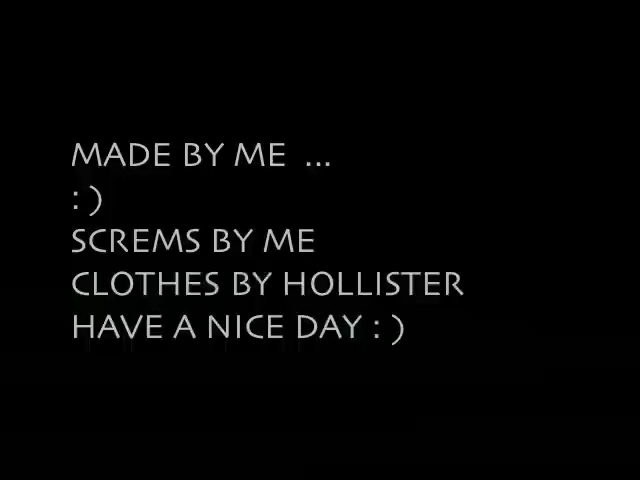 MADE BY ME  ...
: )
SCREMS BY ME
CLOTHES BY HOLLISTER
HAVE A NICE DAY : )